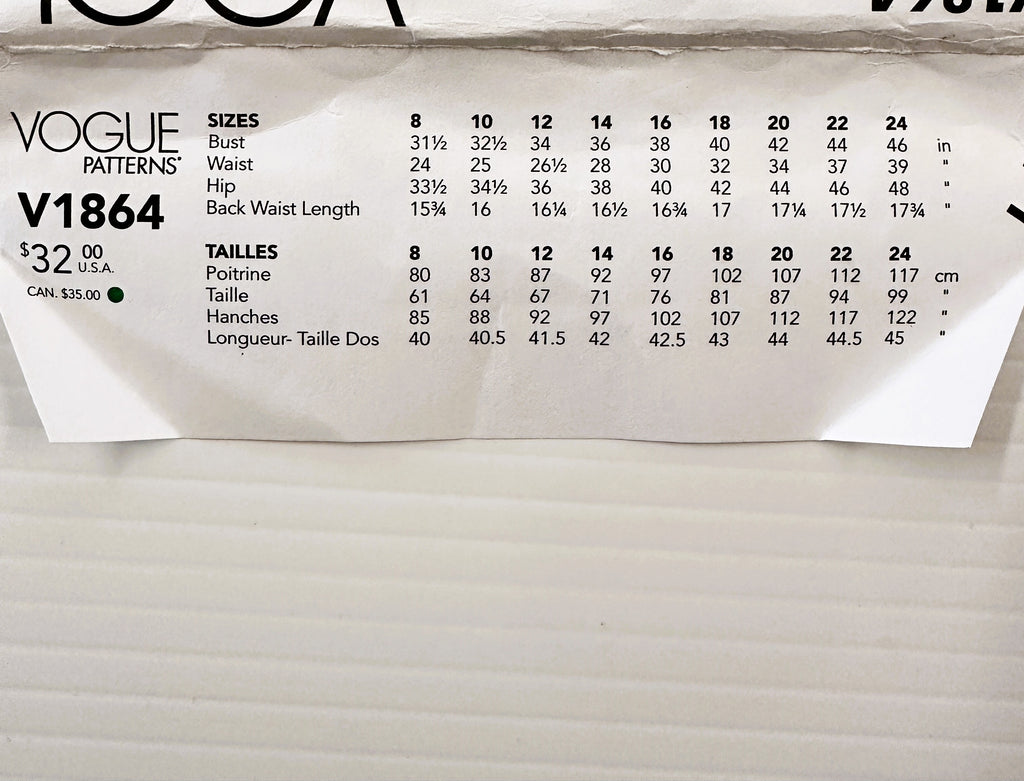 VOGUE
PATTERNS
V1864
$32 00
U.S.A.
CAN. $35.00
SIZES 8 10 12 14 16 18 20 22 24
Bust 31½ 32½ 34 36 38 40 42 44 46 in
Waist 24 25 26½ 28 30 32 34 37 39 "
Hip 33½ 34½ 36 38 40 42 44 46 48 "
Back Waist Length 15¾ 16 16¼ 16½ 16¾ 17 17¼ 17½ 17¾ "
TAILLES 8 10 12 14 16 18 20 22 24
Poitrine 80 83 87 92 97 102 107 112 117 cm
Taille 61 64 67 71 76 81 87 94 99 "
Hanches 85 88 92 97 102 107 112 117 122 "
Longueur- Taille Dos 40 40.5 41.5 42 42.5 43 44 44.5 45 "